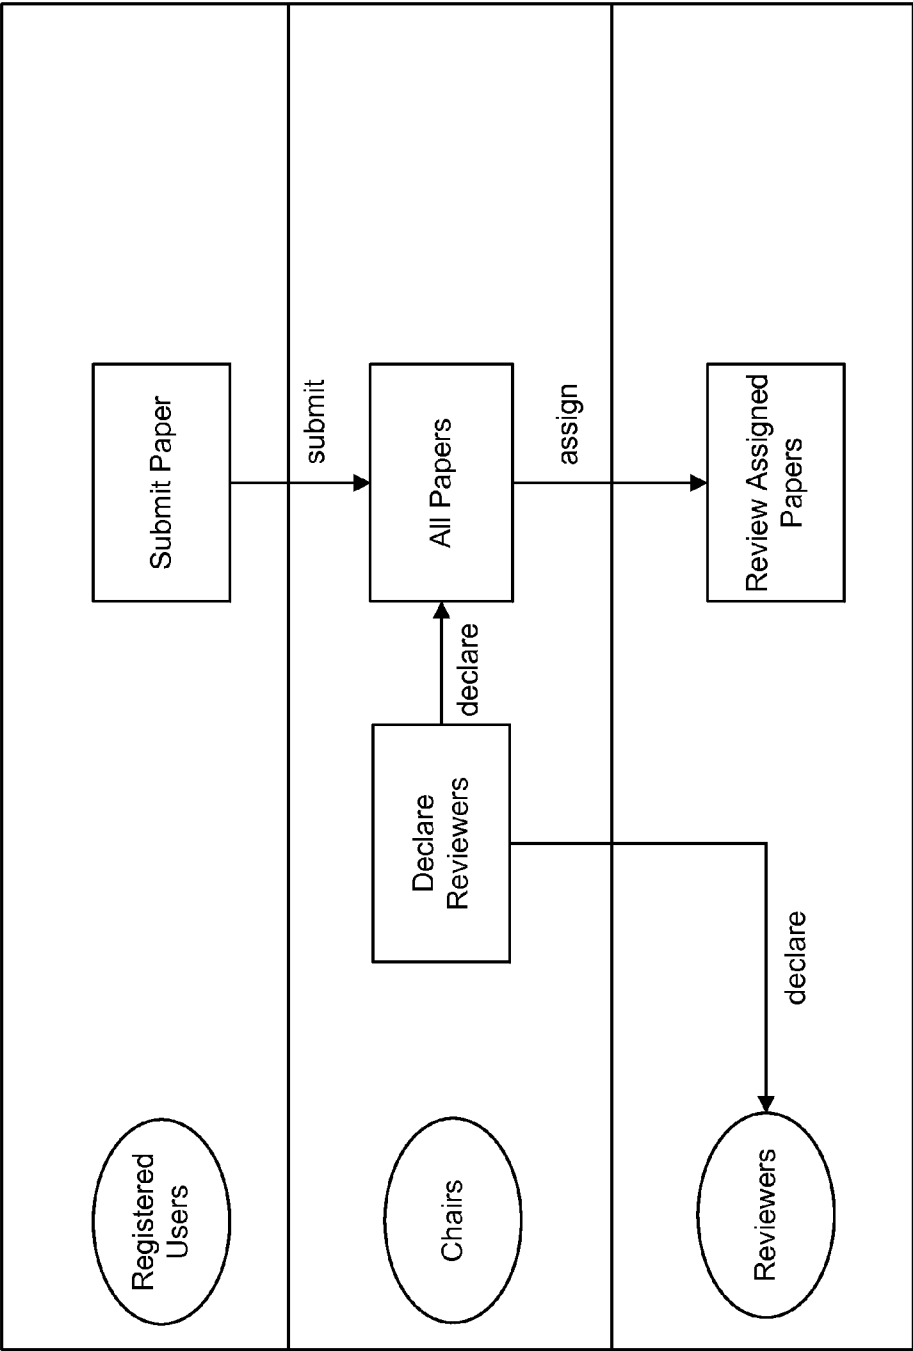 Registered
Users
Submit Paper
submit
Chairs
Declare
Reviewers
declare
All Papers
assign
Reviewers
declare
Review Assigned
Papers